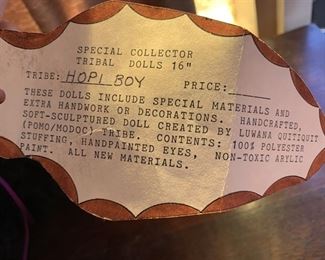 SPECIAL COLLECTOR
TRIBAL DOLLS 16"
TRIBE: HOPI BOY PRICE:
THESE DOLLS INCLUDE SPECIAL MATERIALS AND
EXTRA HANDWORK OR DECORATIONS. HANDCRAFTED,
SOFT-SCULPTURED DOLL CREATED BY LUWANA QUITIQUIT
(POMO/MODOC) TRIBE. CONTENTS: 100% POLYESTER
STUFFING, HANDPAINTED EYES, NON-TOXIC ARYLIC
PAINT. ALL NEW MATERIALS.